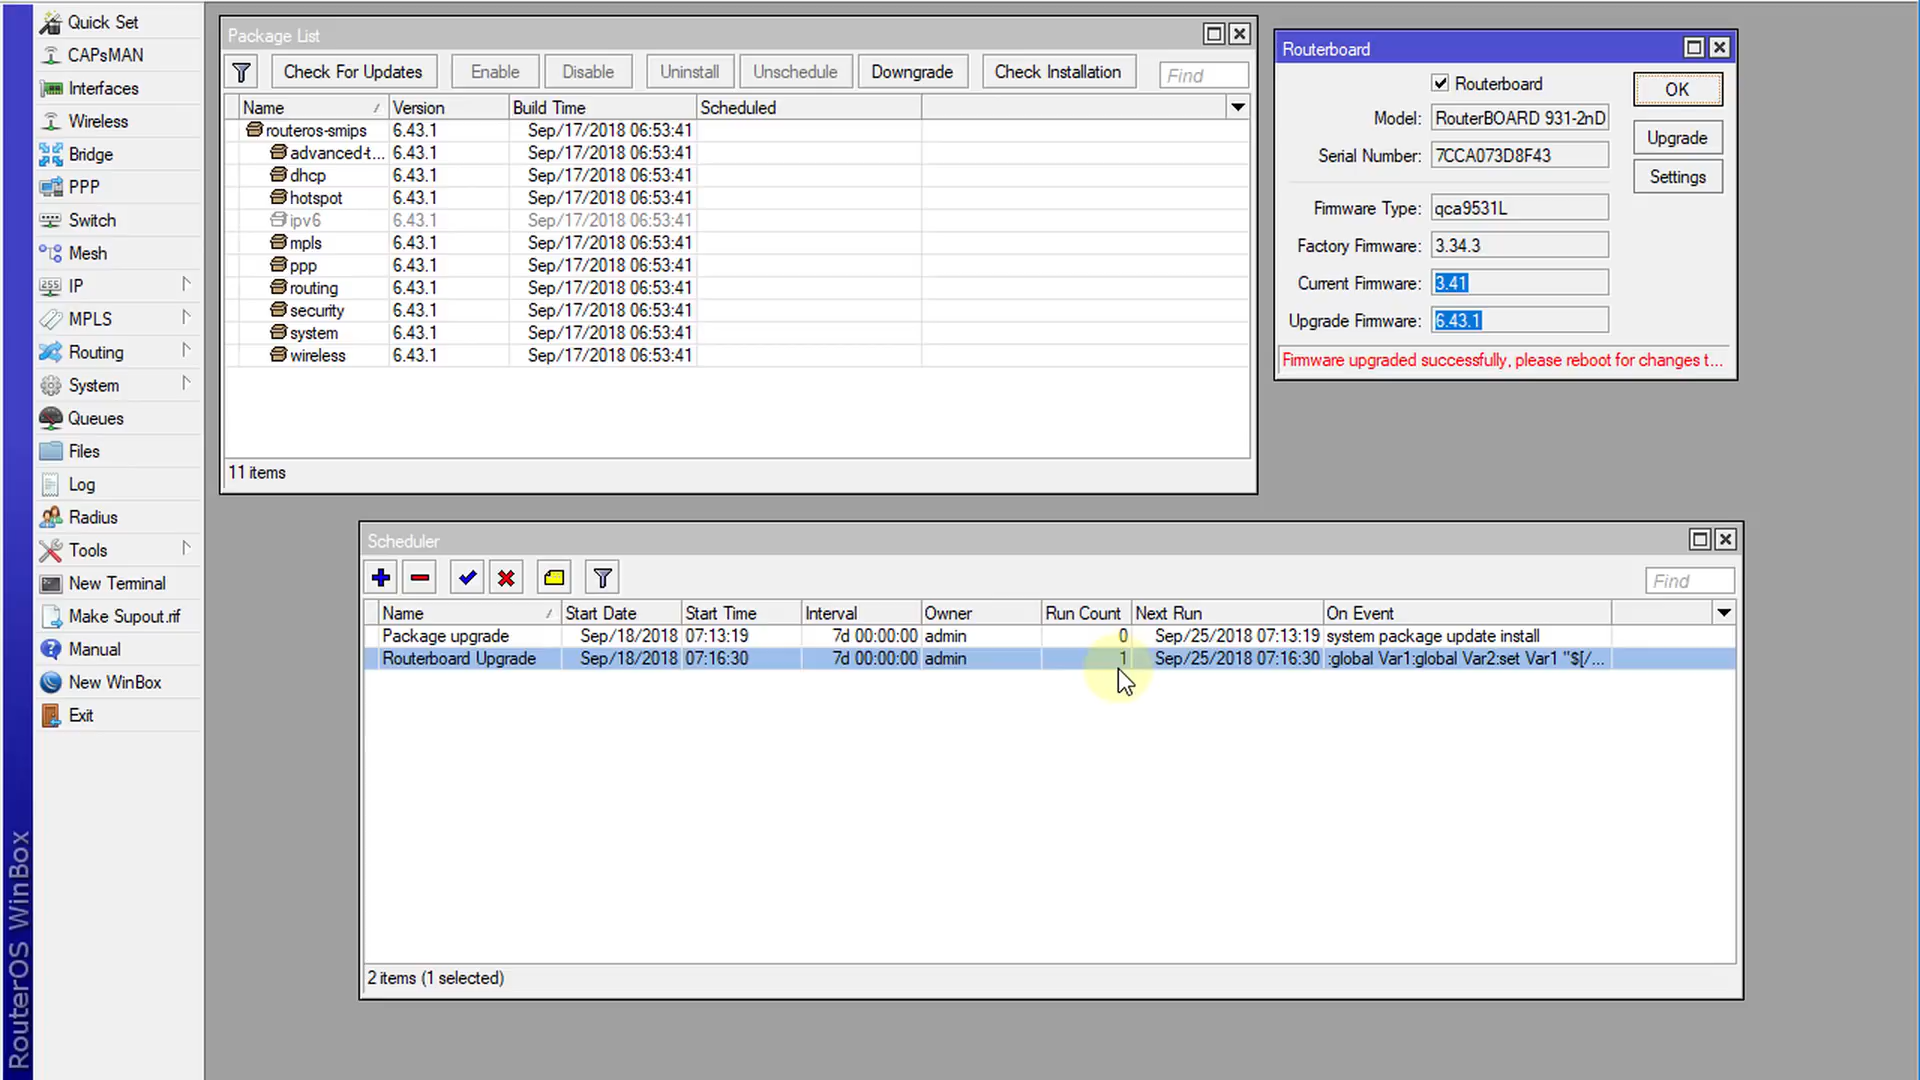 Quick Set
CAPsMAN
Interfaces
Wireless
Bridge
PPP
Switch
Mesh
IP
MPLS
Routing
System
Queues
Files
Log
Radius
Tools
New Terminal
Make Supout.rif
Manual
New WinBox
Exit
RouterOS WinBox
Package List
Check For Updates Enable Disable Uninstall Unschedule Downgrade Check Installation Find
Name Version Build Time Scheduled
routeros-smips 6.43.1 Sep/17/2018 06:53:41
advanced-t... 6.43.1 Sep/17/2018 06:53:41
dhcp 6.43.1 Sep/17/2018 06:53:41
hotspot 6.43.1 Sep/17/2018 06:53:41
ipv6 6.43.1 Sep/17/2018 06:53:41
mpls 6.43.1 Sep/17/2018 06:53:41
ppp 6.43.1 Sep/17/2018 06:53:41
routing 6.43.1 Sep/17/2018 06:53:41
security 6.43.1 Sep/17/2018 06:53:41
system 6.43.1 Sep/17/2018 06:53:41
wireless 6.43.1 Sep/17/2018 06:53:41
11 items
Routerboard
Routerboard OK
Model: RouterBOARD 931-2nD
Upgrade
Serial Number: 7CCA073D8F43
Settings
Firmware Type: qca9531L
Factory Firmware: 3.34.3
Current Firmware: 3.41
Upgrade Firmware: 6.43.1
Firmware upgraded successfully, please reboot for changes t...
Scheduler
Find
Name Start Date Start Time Interval Owner Run Count Next Run On Event
Package upgrade Sep/18/2018 07:13:19 7d 00:00:00 admin 0 Sep/25/2018 07:13:19 system package update install
Routerboard Upgrade Sep/18/2018 07:16:30 7d 00:00:00 admin 1 Sep/25/2018 07:16:30 :global Var1:global Var2:set Var1 "$[/...
2 items (1 selected)